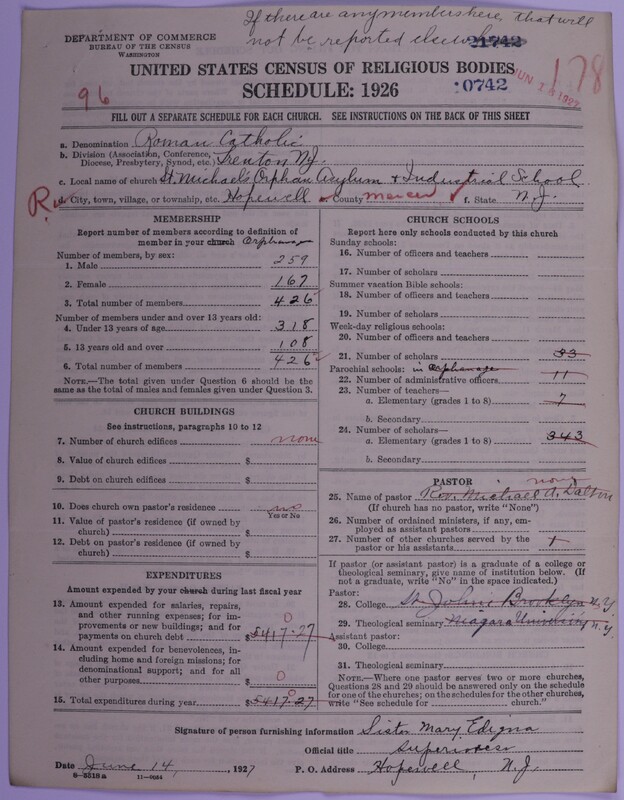 If there are any members here that will
not be reported elsewh
DEPARTMENT OF COMMERCE
BUREAU OF THE CENSUS
WASHINGTON
21742
UNITED STATES CENSUS OF RELIGIOUS BODIES
SCHEDULE: 1926
96
10742
JUN 1927
178
FILL OUT A SEPARATE SCHEDULE FOR EACH CHURCH. SEE INSTRUCTIONS ON THE BACK OF THIS SHEET
a. Denomination Roman Catholic
b. Division (Association, Conference, Diocese, Presbytery, Synod, etc.) Trenton N.J.
c. Local name of church St. Michaels Orphan Asylum & Industrial School
d. City, town, village, or township, etc. Hopewell e. County Mercer f. State N.J.
MEMBERSHIP
Report number of members according to definition of
member in your church Orphanage
Number of members, by sex:
1. Male 259
2. Female 167
3. Total number of members 426
Number of members under and over 13 years old:
4. Under 13 years of age 318
5. 13 years old and over 108
6. Total number of members 426
NOTE.—The total given under Question 6 should be
the same as the total of males and females given under Question 3.
CHURCH BUILDINGS
See instructions, paragraphs 10 to 12
7. Number of church edifices none
8. Value of church edifices $
9. Debt on church edifices $
10. Does church own pastor's residence no
Yes or No
11. Value of pastor's residence (if owned by
church) $
12. Debt on pastor's residence (if owned by
church) $
EXPENDITURES
Amount expended by your church during last fiscal year
13. Amount expended for salaries, repairs,
and other running expenses; for im-
provements or new buildings; and for
payments on church debt $ 5417.27 0
14. Amount expended for benevolences, in-
cluding home and foreign missions; for
denominational support; and for all
other purposes $ 0
15. Total expenditures during year $ 5417.27 0
CHURCH SCHOOLS
Report here only schools conducted by this church
Sunday schools:
16. Number of officers and teachers
17. Number of scholars
Summer vacation Bible schools:
18. Number of officers and teachers
19. Number of scholars
Week-day religious schools:
20. Number of officers and teachers
21. Number of scholars 83
Parochial schools: in Orphanage
22. Number of administrative officers 11
23. Number of teachers—
a. Elementary (grades 1 to 8) 7
b. Secondary
24. Number of scholars—
a. Elementary (grades 1 to 8) 343
b. Secondary
PASTOR
none
25. Name of pastor Rev. Michael A. Dalton
(If church has no pastor, write "None")
26. Number of ordained ministers, if any, em-
ployed as assistant pastors
27. Number of other churches served by the
pastor or his assistants 1
If pastor (or assistant pastor) is a graduate of a college or
theological seminary, give name of institution below. (If
not a graduate, write "No" in the space indicated.)
Pastor:
28. College St. Johns Brooklyn N.Y.
29. Theological seminary Niagara University N.Y.
Assistant pastor:
30. College
31. Theological seminary
NOTE.—Where one pastor serves two or more churches,
Questions 28 and 29 should be answered only on the schedule
for one of the churches; on the schedules for the other churches,
write "See schedule for church."
Signature of person furnishing information Sister Mary Edigna
Official title Superioress
Date June 14, 1927 P. O. Address Hopewell N.J.
8—3318 a 11—9084